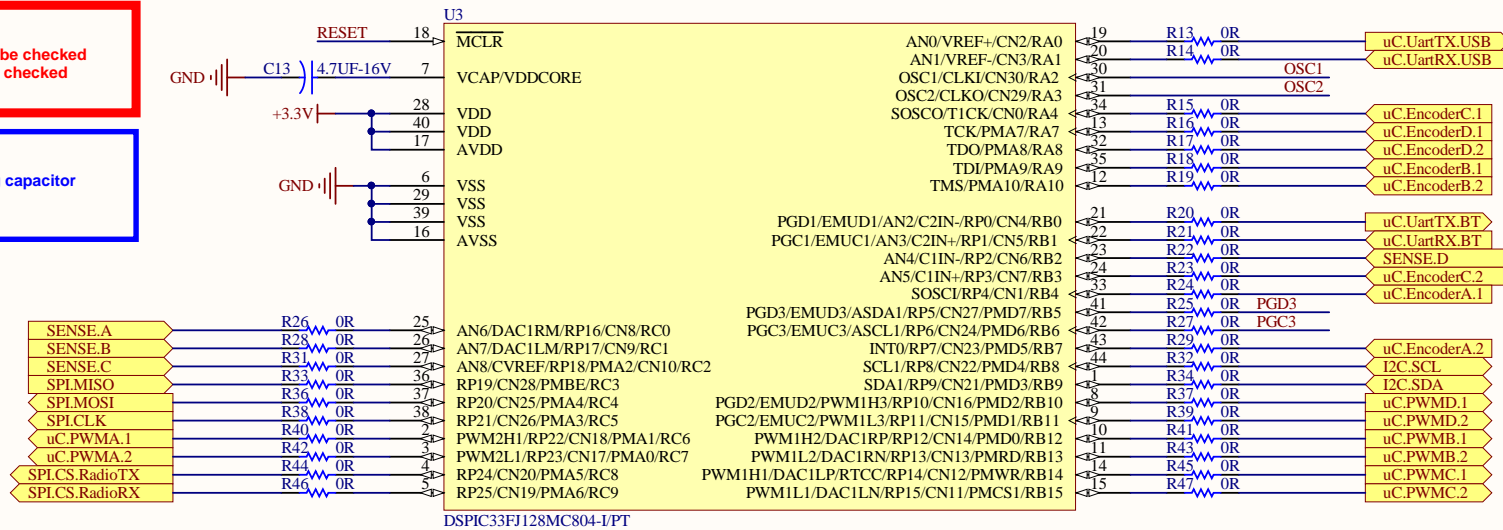 be checked
checked
capacitor
U3
RESET 18 MCLR
GND C13 4.7UF-16V 7 VCAP/VDDCORE
+3.3V 28 VDD
40 VDD
17 AVDD
GND 6 VSS
29 VSS
39 VSS
16 AVSS
SENSE.A R26 0R 25 AN6/DAC1RM/RP16/CN8/RC0
SENSE.B R28 0R 26 AN7/DAC1LM/RP17/CN9/RC1
SENSE.C R31 0R 27 AN8/CVREF/RP18/PMA2/CN10/RC2
SPI.MISO R33 0R 36 RP19/CN28/PMBE/RC3
SPI.MOSI R36 0R 37 RP20/CN25/PMA4/RC4
SPI.CLK R38 0R 38 RP21/CN26/PMA3/RC5
uC.PWMA.1 R40 0R 2 PWM2H1/RP22/CN18/PMA1/RC6
uC.PWMA.2 R42 0R 3 PWM2L1/RP23/CN17/PMA0/RC7
SPI.CS.RadioTX R44 0R 4 RP24/CN20/PMA5/RC8
SPI.CS.RadioRX R46 0R 5 RP25/CN19/PMA6/RC9
AN0/VREF+/CN2/RA0 19 R13 0R uC.UartTX.USB
AN1/VREF-/CN3/RA1 20 R14 0R uC.UartRX.USB
OSC1/CLKI/CN30/RA2 30 OSC1
OSC2/CLKO/CN29/RA3 31 OSC2
SOSCO/T1CK/CN0/RA4 34 R15 0R uC.EncoderC.1
TCK/PMA7/RA7 13 R16 0R uC.EncoderD.1
TDO/PMA8/RA8 32 R17 0R uC.EncoderD.2
TDI/PMA9/RA9 35 R18 0R uC.EncoderB.1
TMS/PMA10/RA10 12 R19 0R uC.EncoderB.2
PGD1/EMUD1/AN2/C2IN-/RP0/CN4/RB0 21 R20 0R uC.UartTX.BT
PGC1/EMUC1/AN3/C2IN+/RP1/CN5/RB1 22 R21 0R uC.UartRX.BT
AN4/C1IN-/RP2/CN6/RB2 23 R22 0R SENSE.D
AN5/C1IN+/RP3/CN7/RB3 24 R23 0R uC.EncoderC.2
SOSCI/RP4/CN1/RB4 33 R24 0R uC.EncoderA.1
PGD3/EMUD3/ASDA1/RP5/CN27/PMD7/RB5 41 R25 0R PGD3
PGC3/EMUC3/ASCL1/RP6/CN24/PMD6/RB6 42 R27 0R PGC3
INT0/RP7/CN23/PMD5/RB7 43 R29 0R uC.EncoderA.2
SCL1/RP8/CN22/PMD4/RB8 44 R32 0R I2C.SCL
SDA1/RP9/CN21/PMD3/RB9 1 R34 0R I2C.SDA
PGD2/EMUD2/PWM1H3/RP10/CN16/PMD2/RB10 8 R37 0R uC.PWMD.1
PGC2/EMUC2/PWM1L3/RP11/CN15/PMD1/RB11 9 R39 0R uC.PWMD.2
PWM1H2/DAC1RP/RP12/CN14/PMD0/RB12 10 R41 0R uC.PWMB.1
PWM1L2/DAC1RN/RP13/CN13/PMRD/RB13 11 R43 0R uC.PWMB.2
PWM1H1/DAC1LP/RTCC/RP14/CN12/PMWR/RB14 14 R45 0R uC.PWMC.1
PWM1L1/DAC1LN/RP15/CN11/PMCS1/RB15 15 R47 0R uC.PWMC.2
DSPIC33FJ128MC804-I/PT